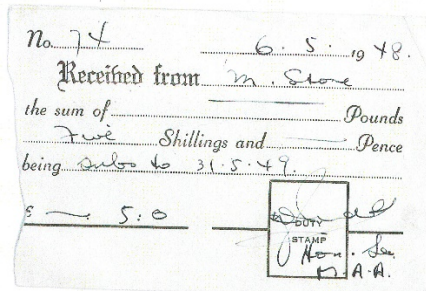 No. 74 6.5.1948.
Received from M. Stone
the sum of Pounds
Five Shillings and — Pence
being subs to 31.5.49.
— 5:0
DUTY
STAMP
Hon. Sec.
M.A.A.